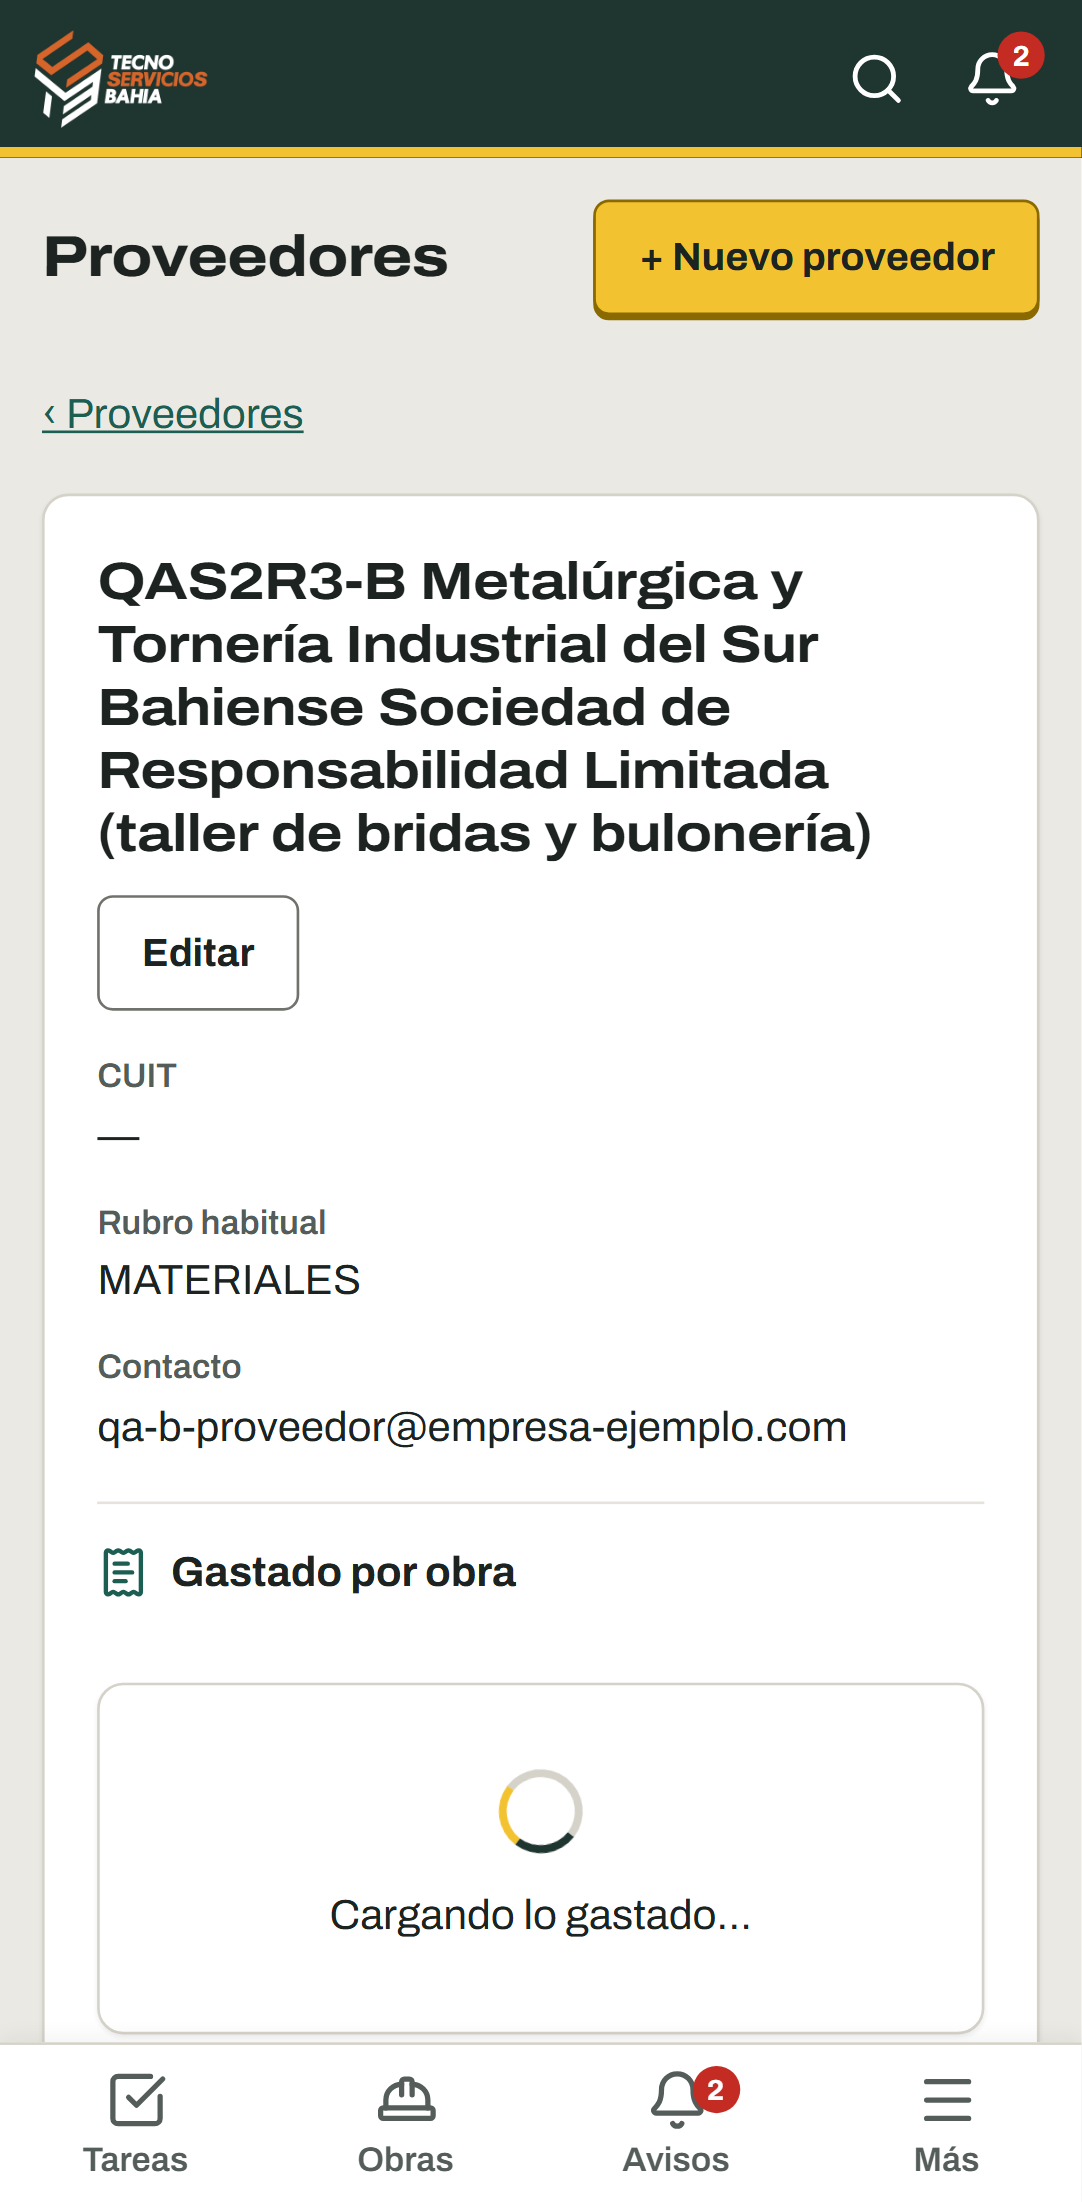 TECNO
SERVICIOS
BAHIA
2
Proveedores
+ Nuevo proveedor
‹ Proveedores
QAS2R3-B Metalúrgica y
Tornería Industrial del Sur
Bahiense Sociedad de
Responsabilidad Limitada
(taller de bridas y bulonería)
Editar
CUIT
—
Rubro habitual
MATERIALES
Contacto
qa-b-proveedor@empresa-ejemplo.com
Gastado por obra
Cargando lo gastado...
2
Tareas
Obras
Avisos
Más